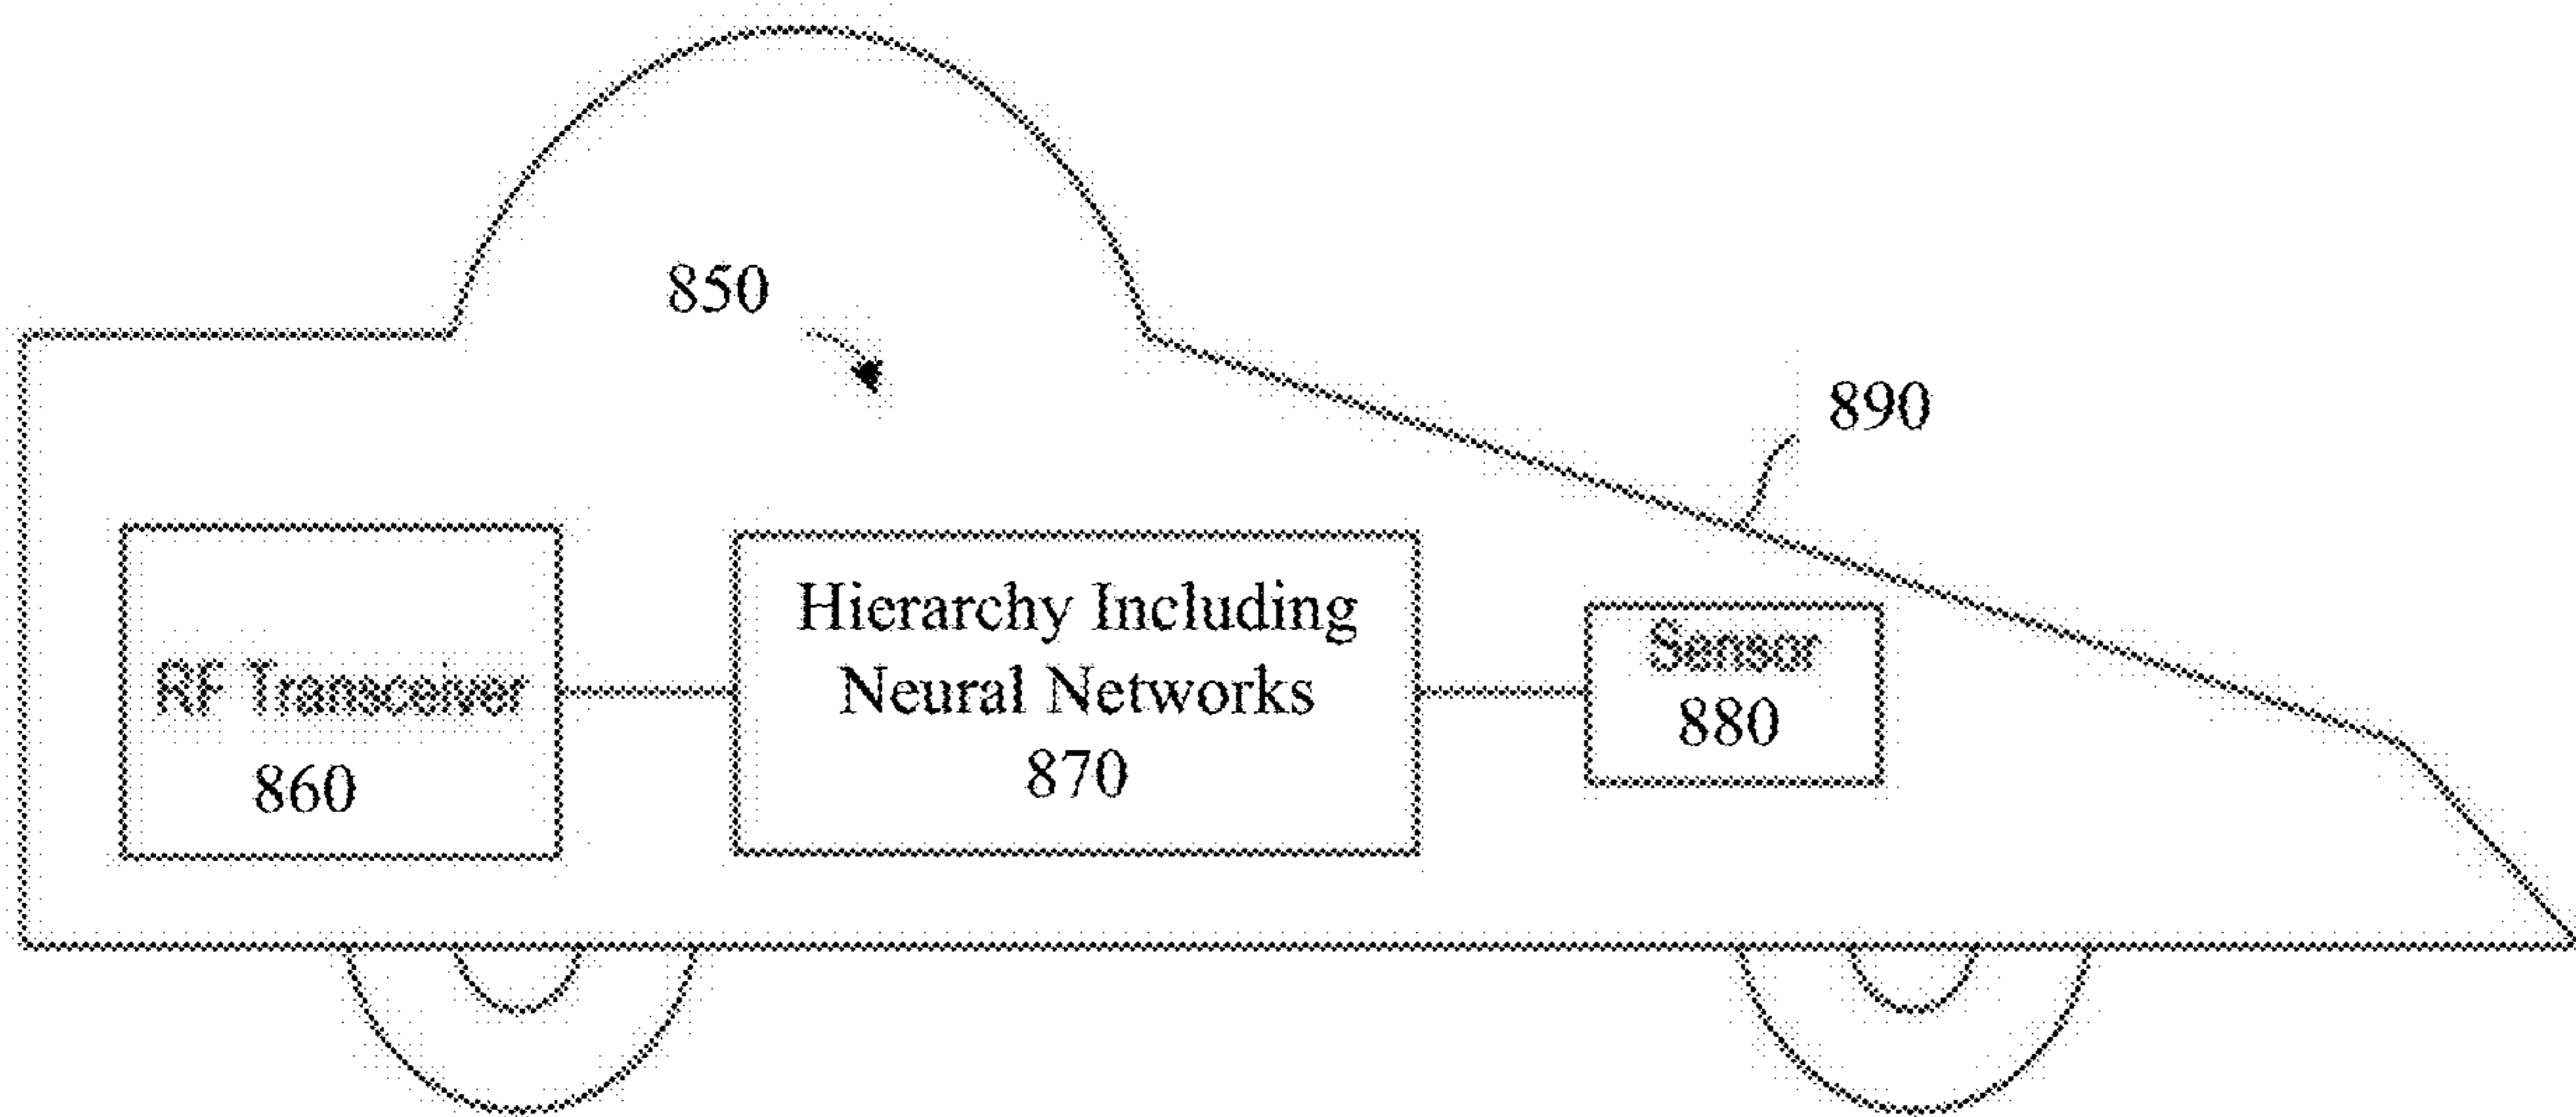 850
890
RF Transceiver
860
Hierarchy Including
Neural Networks
870
Sensor
880